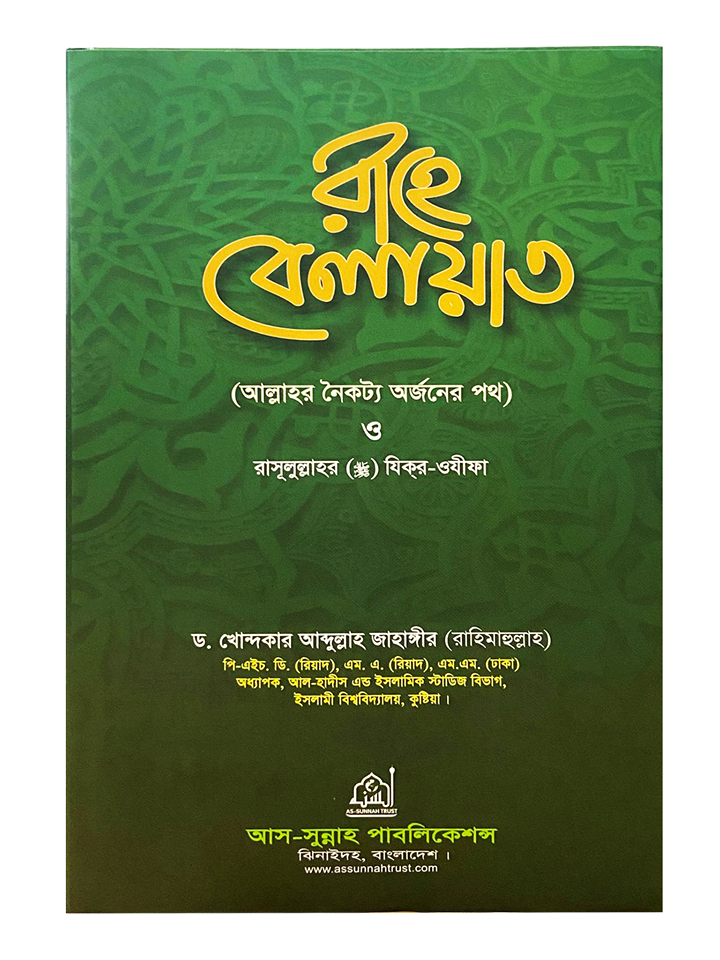 রাহে
বেলায়াত
(আল্লাহর নৈকট্য অর্জনের পথ)
ও
রাসূলুল্লাহর (ﷺ) যিক্‌র-ওযীফা
ড. খোন্দকার আব্দুল্লাহ জাহাঙ্গীর (রাহিমাহুল্লাহ)
পি-এইচ. ডি. (রিয়াদ), এম. এ. (রিয়াদ), এম.এম. (ঢাকা)
অধ্যাপক, আল-হাদীস এন্ড ইসলামিক স্টাডিজ বিভাগ,
ইসলামী বিশ্ববিদ্যালয়, কুষ্টিয়া ।
السنة
AS-SUNNAH TRUST
আস-সুন্নাহ পাবলিকেশন্স
ঝিনাইদহ, বাংলাদেশ ।
www.assunnahtrust.com